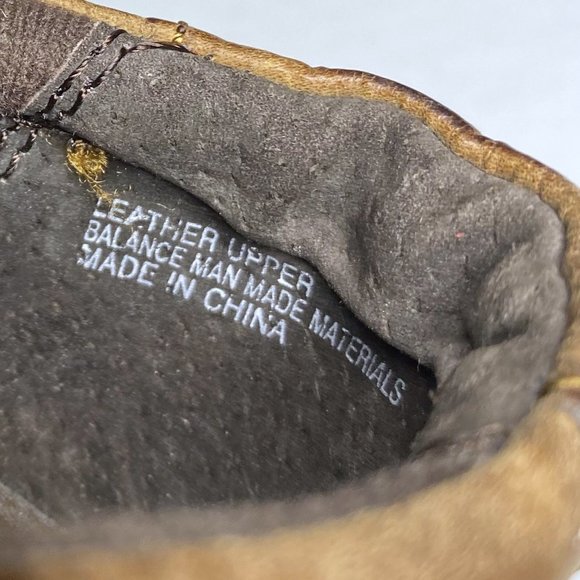 LEATHER UPPER
BALANCE MAN MADE MATERIALS
MADE IN CHINA